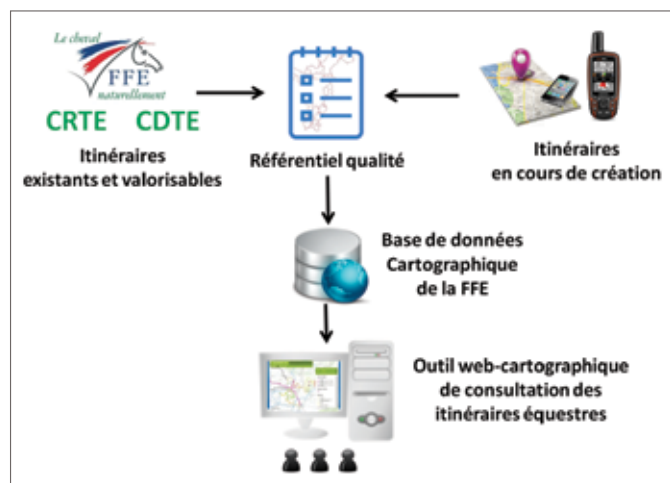 Le cheval
FFE
naturellement
CRTE CDTE
Itinéraires
existants et valorisables
Référentiel qualité
Itinéraires
en cours de création
Base de données
Cartographique
de la FFE
Outil web-cartographique
de consultation des
itinéraires équestres